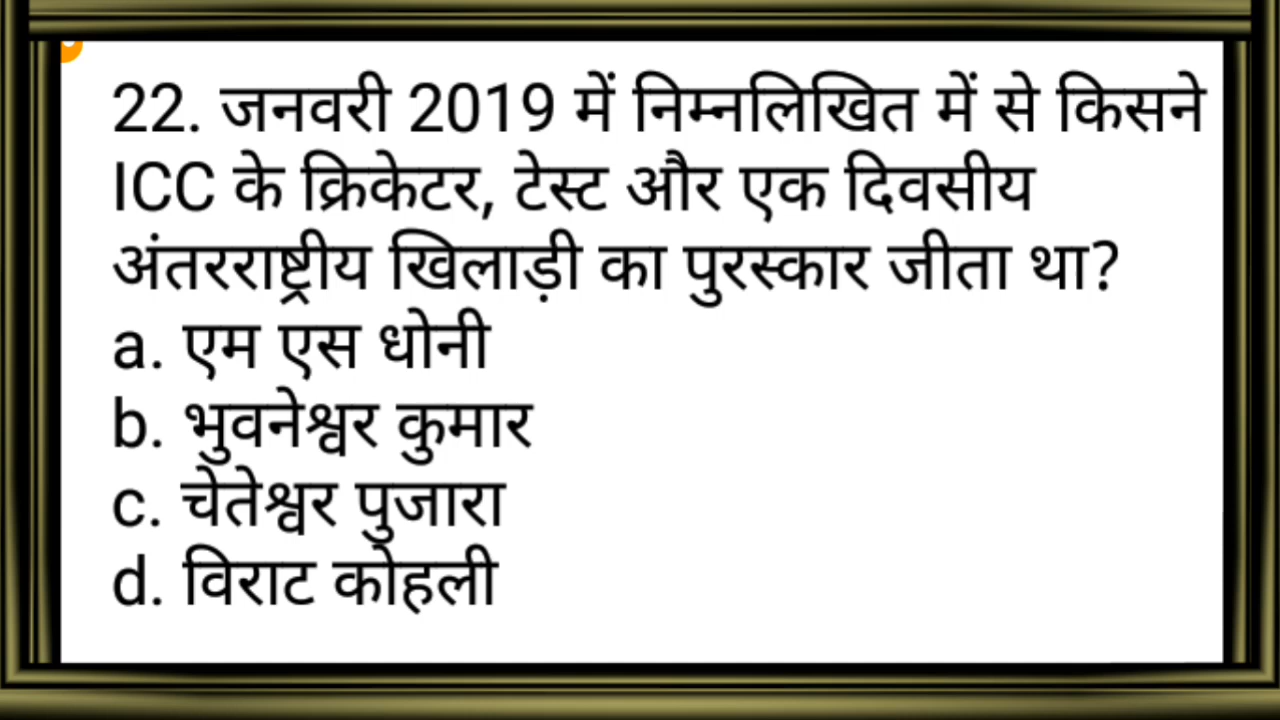 22. जनवरी 2019 में निम्नलिखित में से किसने
ICC के क्रिकेटर, टेस्ट और एक दिवसीय
अंतरराष्ट्रीय खिलाड़ी का पुरस्कार जीता था?
a. एम एस धोनी
b. भुवनेश्वर कुमार
c. चेतेश्वर पुजारा
d. विराट कोहली